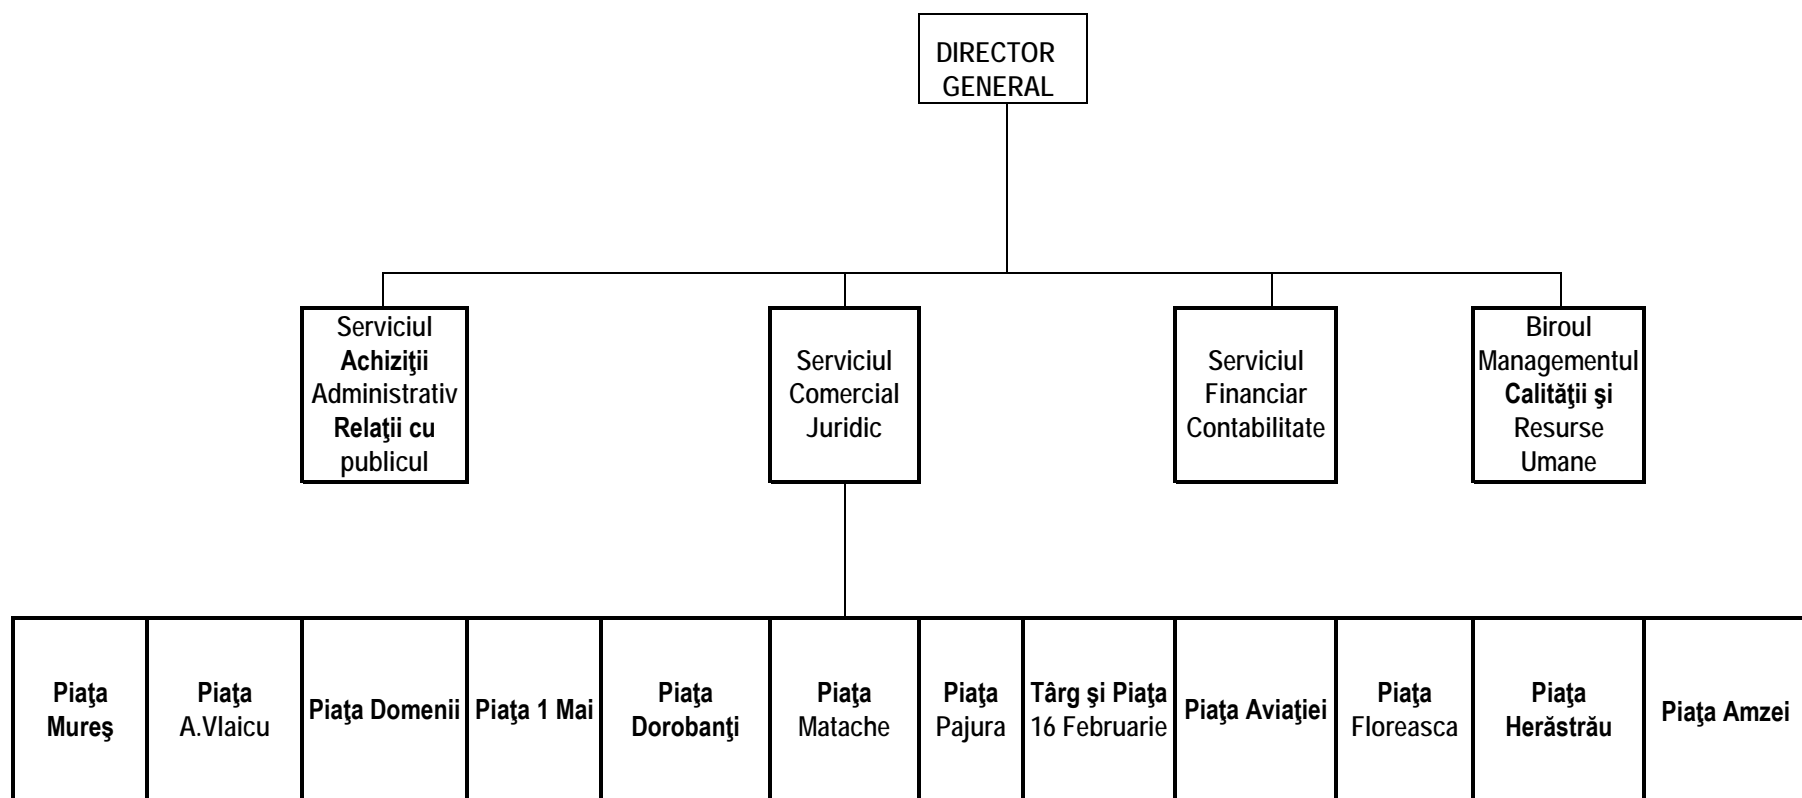 DIRECTOR
GENERAL
Serviciul
Achiziţii
Administrativ
Relaţii cu
publicul
Serviciul
Comercial
Juridic
Serviciul
Financiar
Contabilitate
Biroul
Managementul
Calităţii şi
Resurse
Umane
Piaţa
Mureş
Piaţa
A.Vlaicu
Piaţa Domenii
Piaţa 1 Mai
Piaţa
Dorobanţi
Piaţa
Matache
Piaţa
Pajura
Târg şi Piaţa
16 Februarie
Piaţa Aviaţiei
Piaţa
Floreasca
Piaţa
Herăstrău
Piaţa Amzei